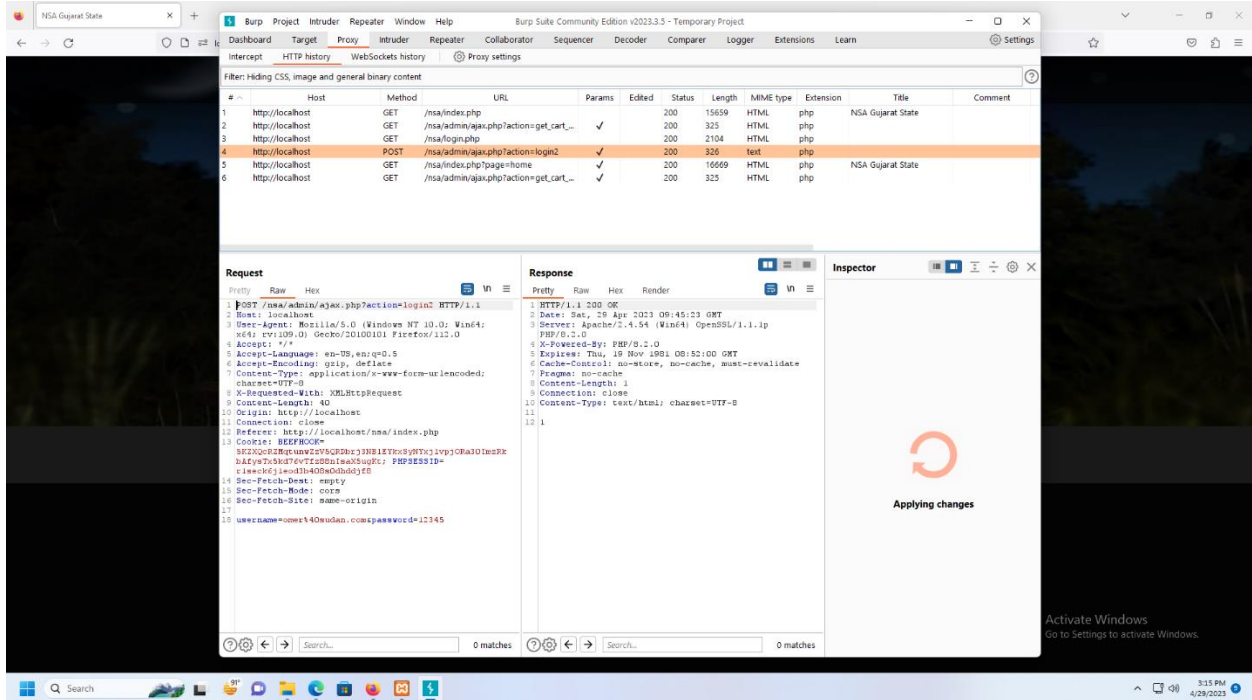 NSA Gujarat State
Burp Project Intruder Repeater Window Help
Burp Suite Community Edition v2023.3.5 - Temporary Project
Dashboard Target Proxy Intruder Repeater Collaborator Sequencer Decoder Comparer Logger Extensions Learn
Settings
Intercept HTTP history WebSockets history Proxy settings
Filter: Hiding CSS, image and general binary content
# Host Method URL Params Edited Status Length MIME type Extension Title Comment
1 http://localhost GET /nsa/index.php 200 15659 HTML php NSA Gujarat State
2 http://localhost GET /nsa/admin/ajax.php?action=get_cart_... ✓ 200 325 HTML php
3 http://localhost GET /nsa/login.php 200 2104 HTML php
4 http://localhost POST /nsa/admin/ajax.php?action=login2 ✓ 200 326 text php
5 http://localhost GET /nsa/index.php?page=home ✓ 200 16669 HTML php NSA Gujarat State
6 http://localhost GET /nsa/admin/ajax.php?action=get_cart_... ✓ 200 325 HTML php
Request
Pretty Raw Hex
\n
1 POST /nsa/admin/ajax.php?action=login2 HTTP/1.1
2 Host: localhost
3 User-Agent: Mozilla/5.0 (Windows NT 10.0; Win64;
x64; rv:109.0) Gecko/20100101 Firefox/112.0
4 Accept: */*
5 Accept-Language: en-US,en;q=0.5
6 Accept-Encoding: gzip, deflate
7 Content-Type: application/x-www-form-urlencoded;
charset=UTF-8
8 X-Requested-With: XMLHttpRequest
9 Content-Length: 40
10 Origin: http://localhost
11 Connection: close
12 Referer: http://localhost/nsa/index.php
13 Cookie: BEEFHOOK=
PHPSESSID=
14 Sec-Fetch-Dest: empty
15 Sec-Fetch-Mode: cors
16 Sec-Fetch-Site: same-origin
17
18 username=omer%40sudan.com&password=12345
Search...
0 matches
Response
Pretty Raw Hex Render
\n
1 HTTP/1.1 200 OK
2 Date: Sat, 29 Apr 2023 09:45:23 GMT
3 Server: Apache/2.4.54 (Win64) OpenSSL/1.1.1p
PHP/8.2.0
4 X-Powered-By: PHP/8.2.0
5 Expires: Thu, 19 Nov 1981 08:52:00 GMT
6 Cache-Control: no-store, no-cache, must-revalidate
7 Pragma: no-cache
8 Content-Length: 1
9 Connection: close
10 Content-Type: text/html; charset=UTF-8
11
12 1
Search...
0 matches
Inspector
Applying changes
Activate Windows
Go to Settings to activate Windows.
Search
91°
3:15 PM
4/29/2023